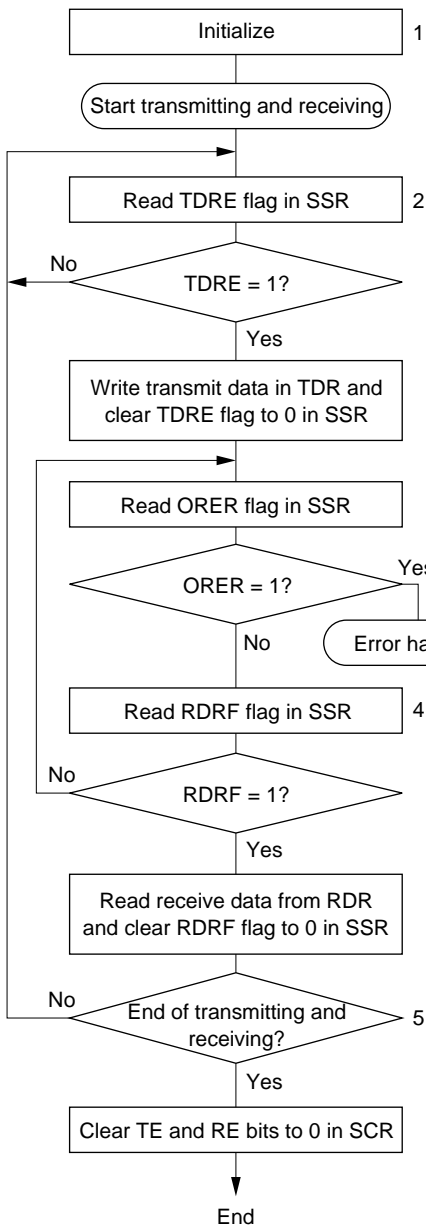 Initialize
1
Start transmitting and receiving
Read TDRE flag in SSR
2
No
TDRE = 1?
Yes
Write transmit data in TDR and
clear TDRE flag to 0 in SSR
Read ORER flag in SSR
Yes
ORER = 1?
No
Error
Read RDRF flag in SSR
4
No
RDRF = 1?
Yes
Read receive data from RDR
and clear RDRF flag to 0 in SSR
No
End of transmitting and
receiving?
5
Yes
Clear TE and RE bits to 0 in SCR
End